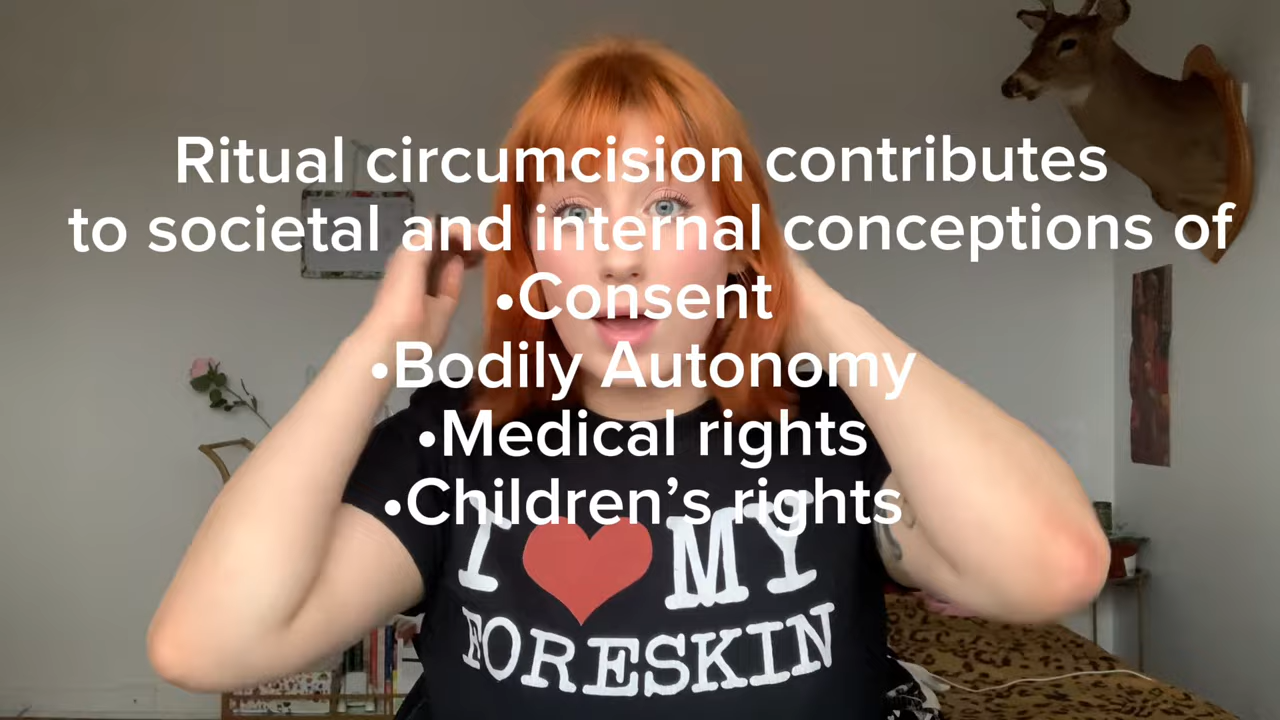 Ritual circumcision contributes
to societal and internal conceptions of
•Consent
•Bodily Autonomy
•Medical rights
•Children’s rights
I ❤ MY
FORESKIN